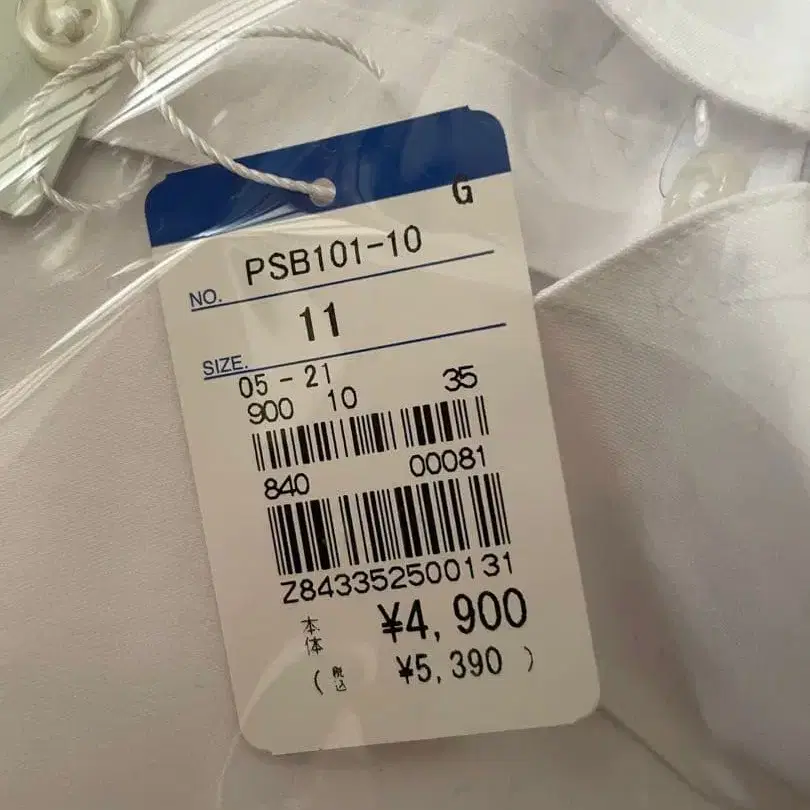 G
NO. PSB101-10
SIZE. 11
05-21
900 10 35
840 00081
Z843352500131
本体 ¥4,900
(税込 ¥5,390)